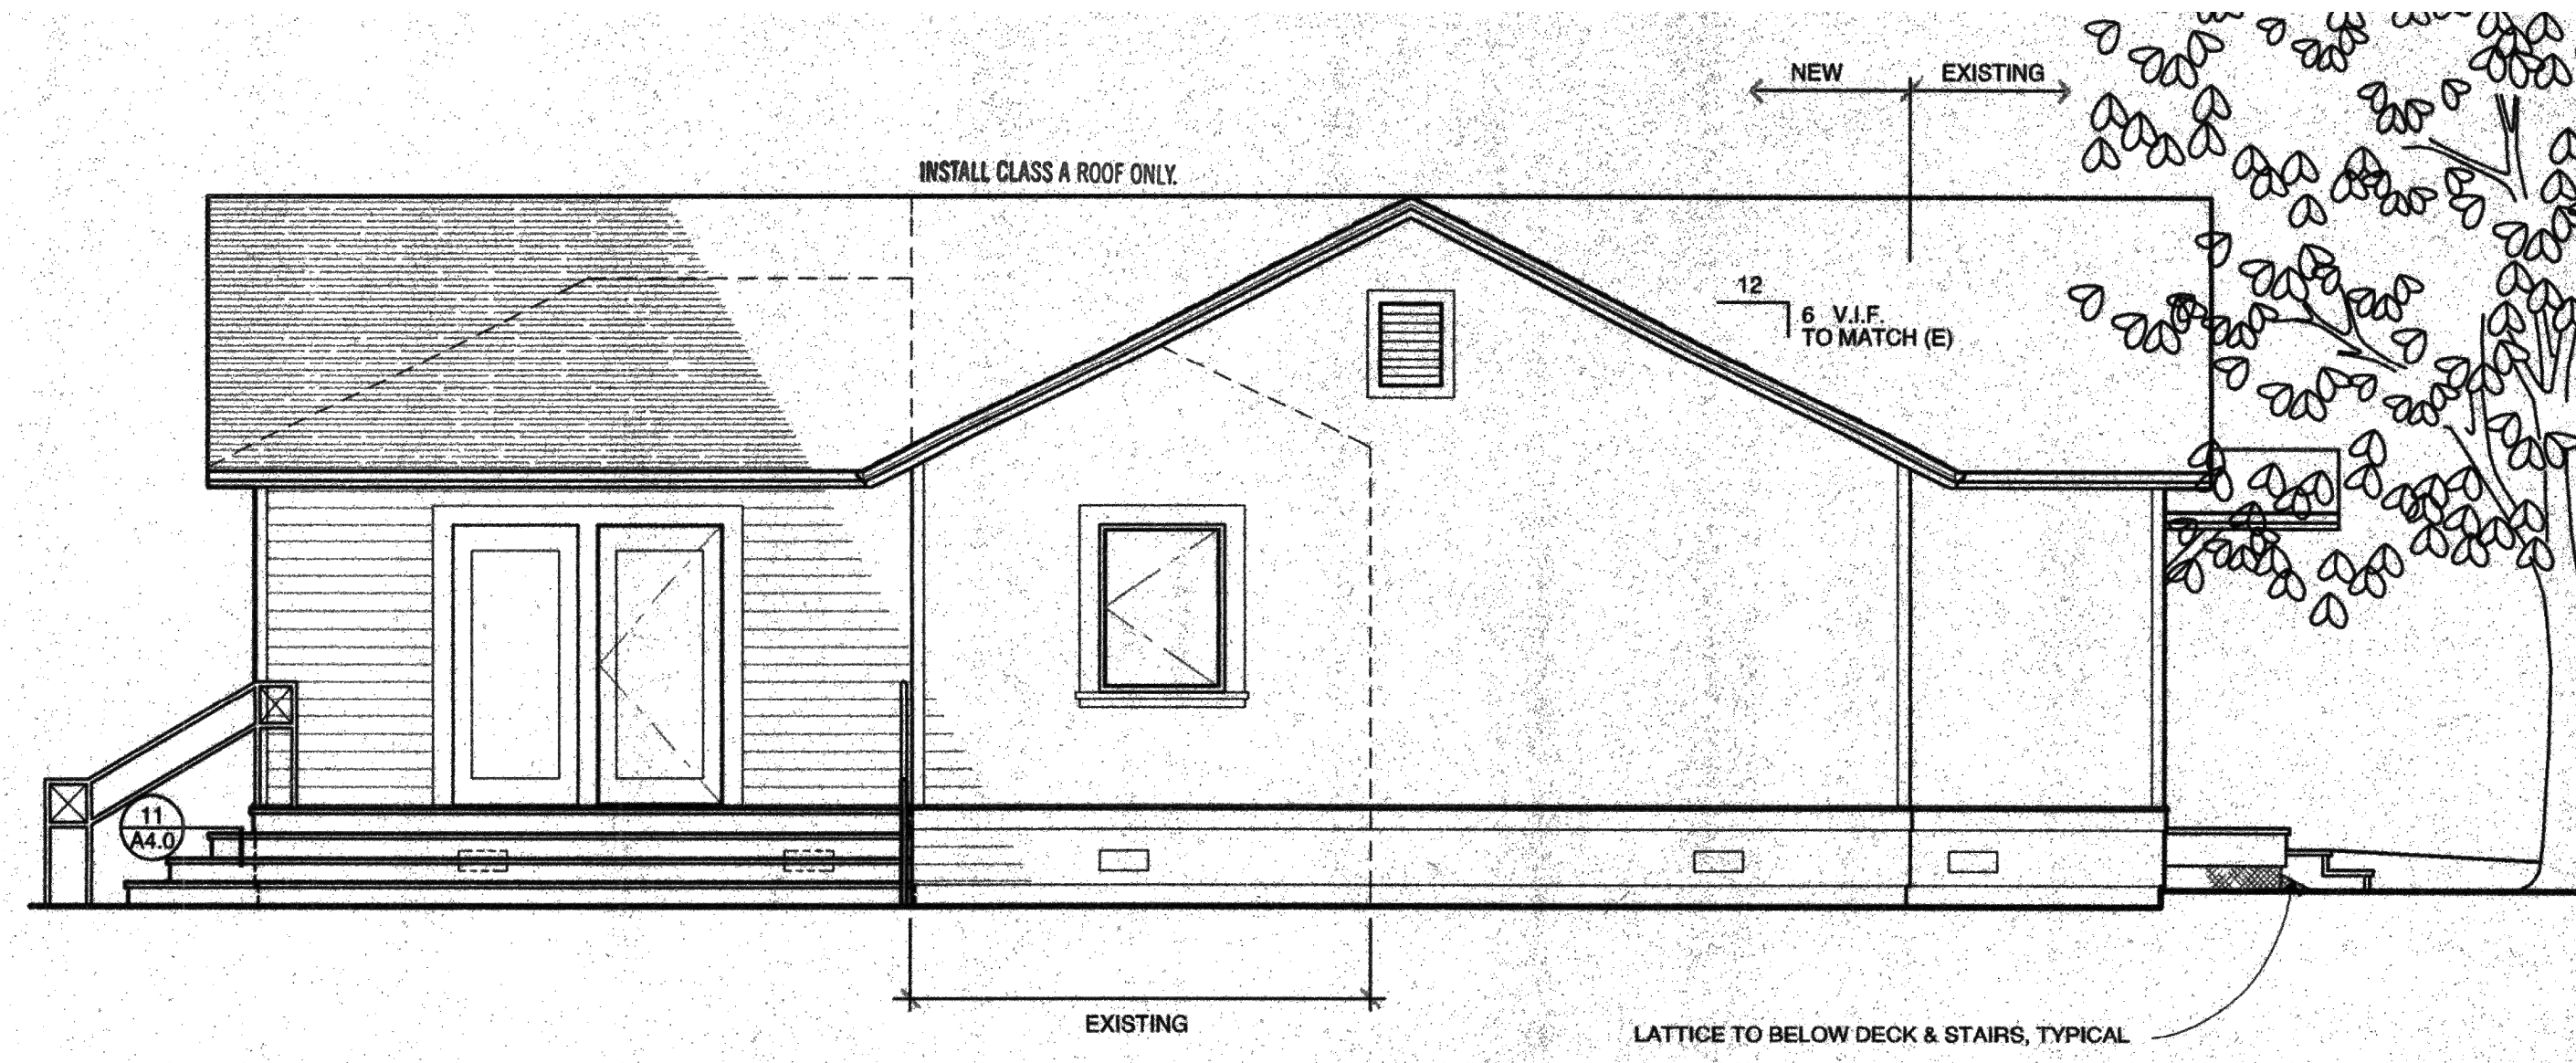 NEW
EXISTING
INSTALL CLASS A ROOF ONLY.
12
6 V.I.F.
TO MATCH (E)
11
A4.0
EXISTING
LATTICE TO BELOW DECK & STAIRS, TYPICAL